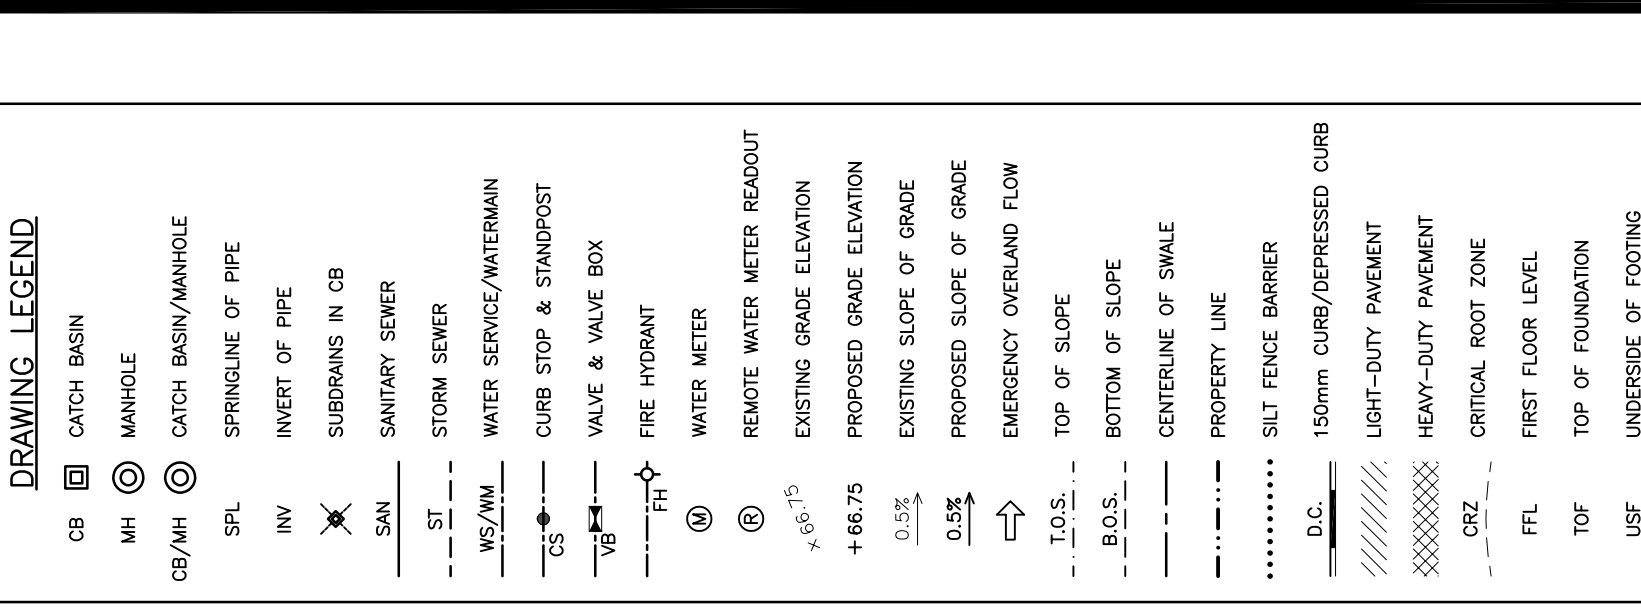 DRAWING LEGEND
CB CATCH BASIN
MH MANHOLE
CB/MH CATCH BASIN/MANHOLE
SPL SPRINGLINE OF PIPE
INV INVERT OF PIPE
SUBDRAINS IN CB
SAN SANITARY SEWER
ST STORM SEWER
WS/WM WATER SERVICE/WATERMAIN
CS CURB STOP & STANDPOST
VB VALVE & VALVE BOX
FH FIRE HYDRANT
M WATER METER
R REMOTE WATER METER READOUT
× 66.75 EXISTING GRADE ELEVATION
+ 66.75 PROPOSED GRADE ELEVATION
0.5% EXISTING SLOPE OF GRADE
0.5% PROPOSED SLOPE OF GRADE
EMERGENCY OVERLAND FLOW
T.O.S. TOP OF SLOPE
B.O.S. BOTTOM OF SLOPE
CENTERLINE OF SWALE
PROPERTY LINE
SILT FENCE BARRIER
D.C. 150mm CURB/DEPRESSED CURB
LIGHT-DUTY PAVEMENT
HEAVY-DUTY PAVEMENT
CRZ CRITICAL ROOT ZONE
FFL FIRST FLOOR LEVEL
TOF TOP OF FOUNDATION
USF UNDERSIDE OF FOOTING